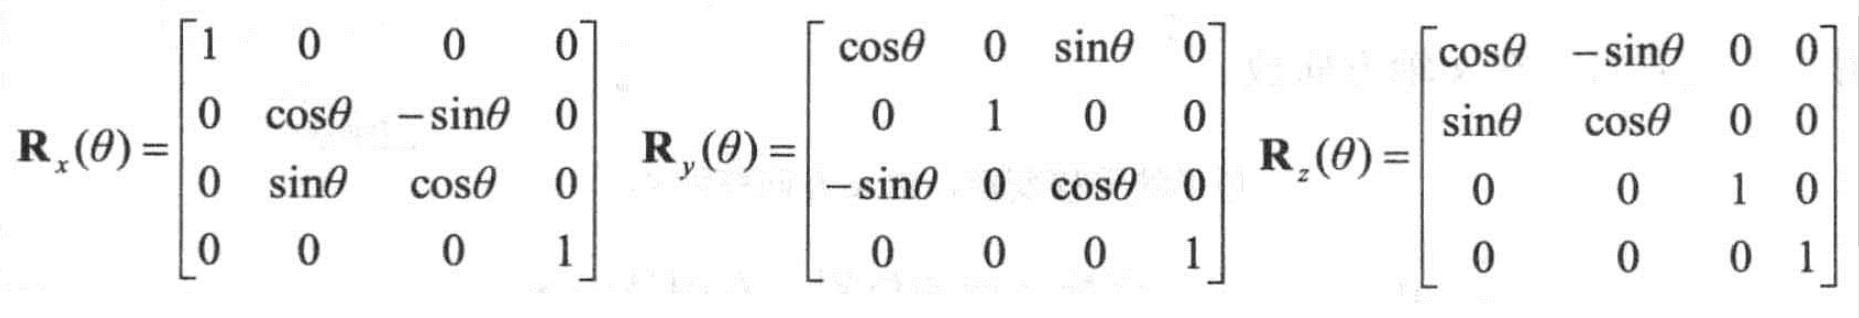 R_x(θ) = [1 0 0 0; 0 cosθ −sinθ 0; 0 sinθ cosθ 0; 0 0 0 1]
R_y(θ) = [cosθ 0 sinθ 0; 0 1 0 0; −sinθ 0 cosθ 0; 0 0 0 1]
R_z(θ) = [cosθ −sinθ 0 0; sinθ cosθ 0 0; 0 0 1 0; 0 0 0 1]